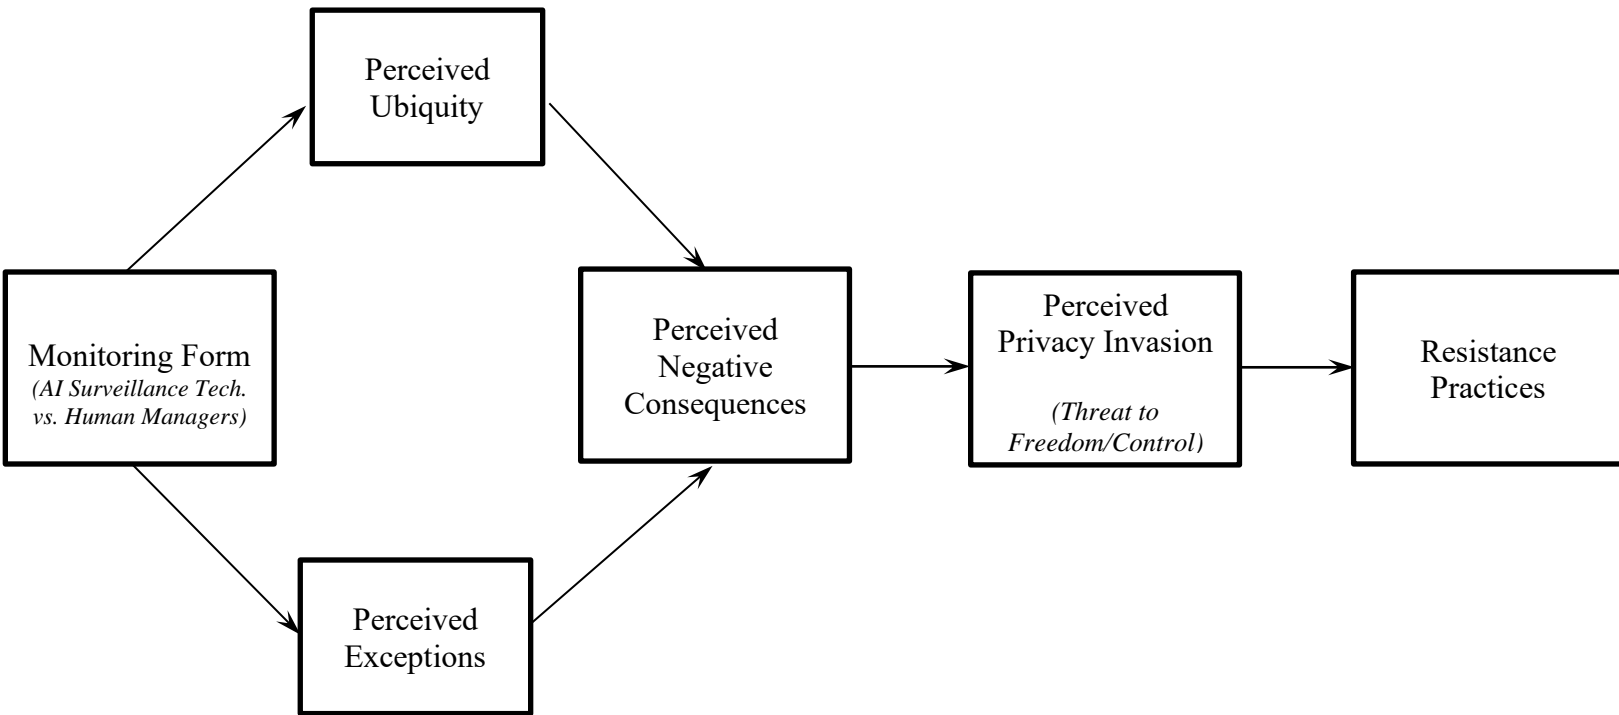 Perceived
Ubiquity
Monitoring Form
(AI Surveillance Tech.
vs. Human Managers)
Perceived
Negative
Consequences
Perceived
Privacy Invasion
(Threat to
Freedom/Control)
Resistance
Practices
Perceived
Exceptions